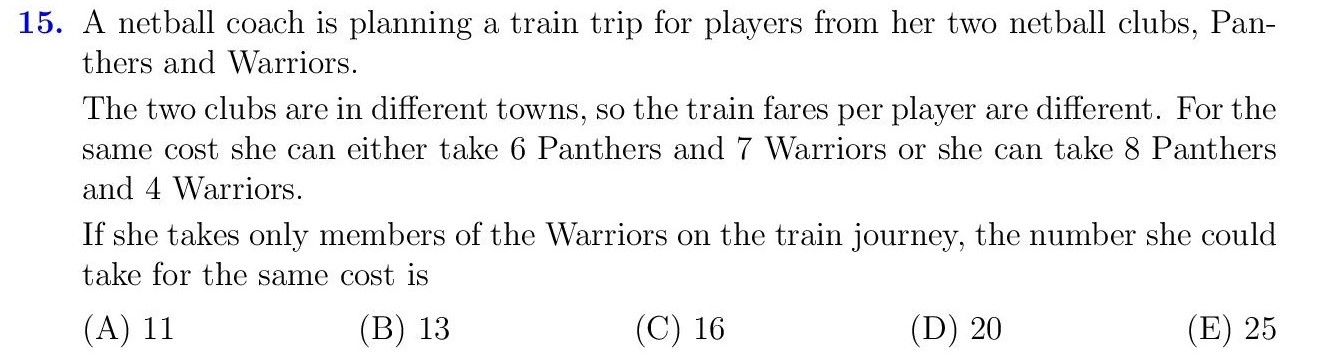 15. A netball coach is planning a train trip for players from her two netball clubs, Pan-
thers and Warriors.
The two clubs are in different towns, so the train fares per player are different. For the
same cost she can either take 6 Panthers and 7 Warriors or she can take 8 Panthers
and 4 Warriors.
If she takes only members of the Warriors on the train journey, the number she could
take for the same cost is
(A) 11 (B) 13 (C) 16 (D) 20 (E) 25